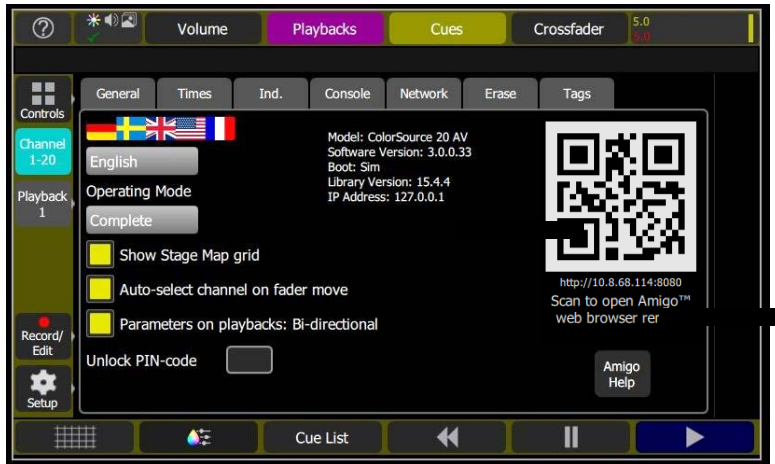 ?
Volume
Playbacks
Cues
Crossfader
5.0
5.0
Controls
General
Times
Ind.
Console
Network
Erase
Tags
Channel
1-20
English
Model: ColorSource 20 AV
Software Version: 3.0.0.33
Boot: Sim
Library Version: 15.4.4
IP Address: 127.0.0.1
Playback
1
Operating Mode
Complete
Show Stage Map grid
Auto-select channel on fader move
Parameters on playbacks: Bi-directional
Unlock PIN-code
http://10.8.68.114:8080
Scan to open Amigo™
web browser rer
Amigo
Help
Record/
Edit
Setup
Cue List